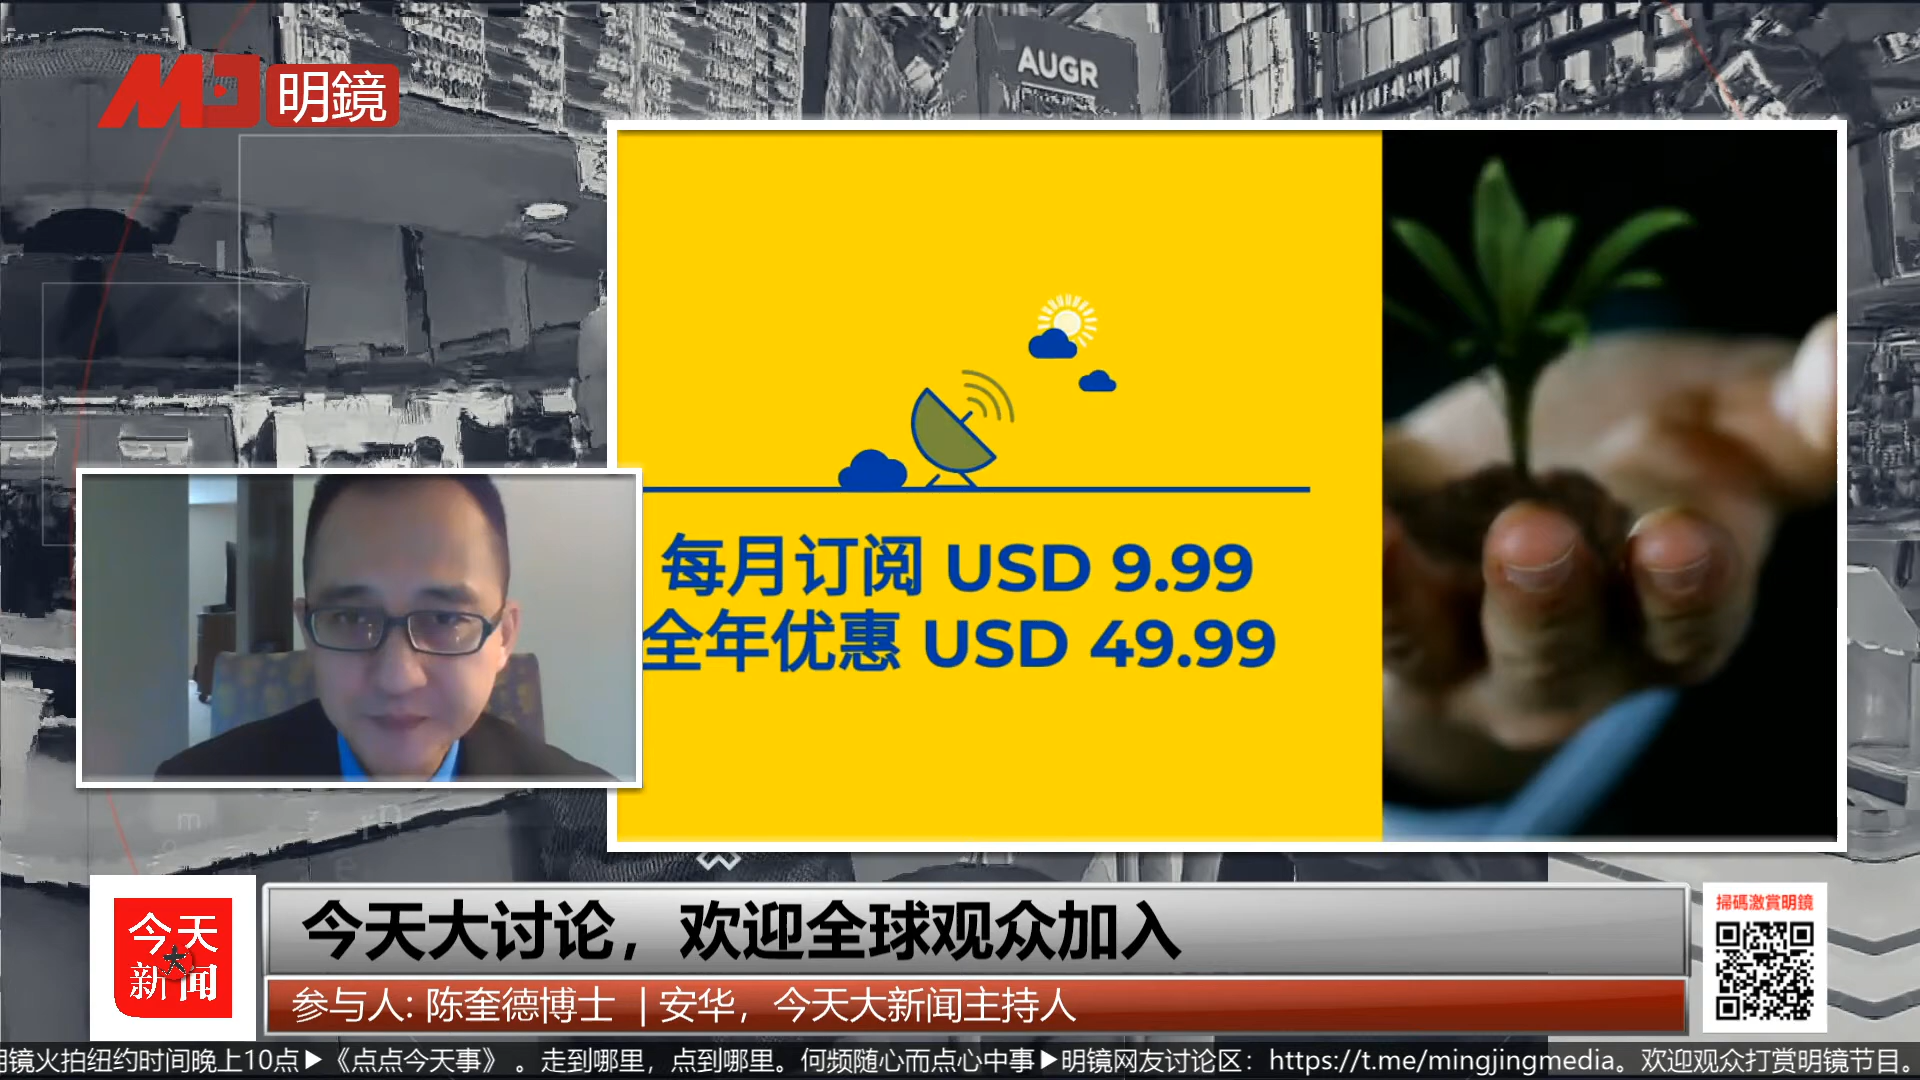 明鏡
AUGR
每月订阅 USD 9.99
全年优惠 USD 49.99
今天大新闻
今天大讨论，欢迎全球观众加入
参与人: 陈奎德博士 | 安华，今天大新闻主持人
掃碼激賞明鏡
明镜火拍纽约时间晚上10点▶《点点今天事》。走到哪里，点到哪里。何频随心而点心中事▶明镜网友讨论区：https://t.me/mingjingmedia。欢迎观众打赏明镜节目。